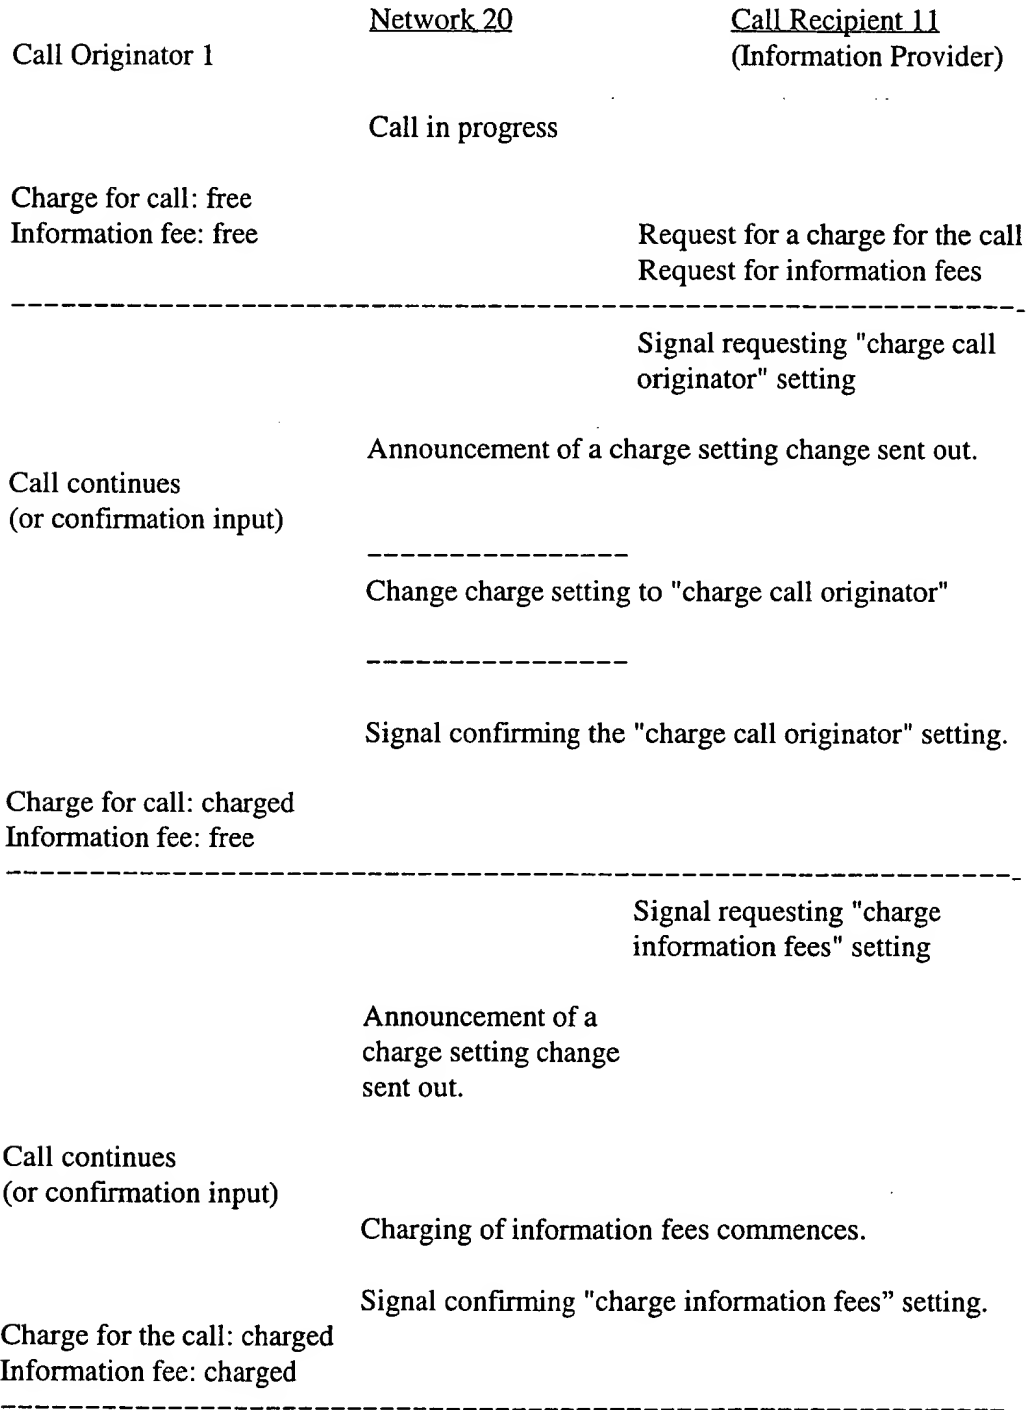 Network 20
Call Recipient 11
Call Originator 1
(Information Provider)
Call in progress
Charge for call: free
Information fee: free
Request for a charge for the call
Request for information fees
Signal requesting "charge call
originator" setting
Announcement of a charge setting change sent out.
Call continues
(or confirmation input)
Change charge setting to "charge call originator"
Signal confirming the "charge call originator" setting.
Charge for call: charged
Information fee: free
Signal requesting "charge
information fees" setting
Announcement of a
charge setting change
sent out.
Call continues
(or confirmation input)
Charging of information fees commences.
Signal confirming "charge information fees” setting.
Charge for the call: charged
Information fee: charged